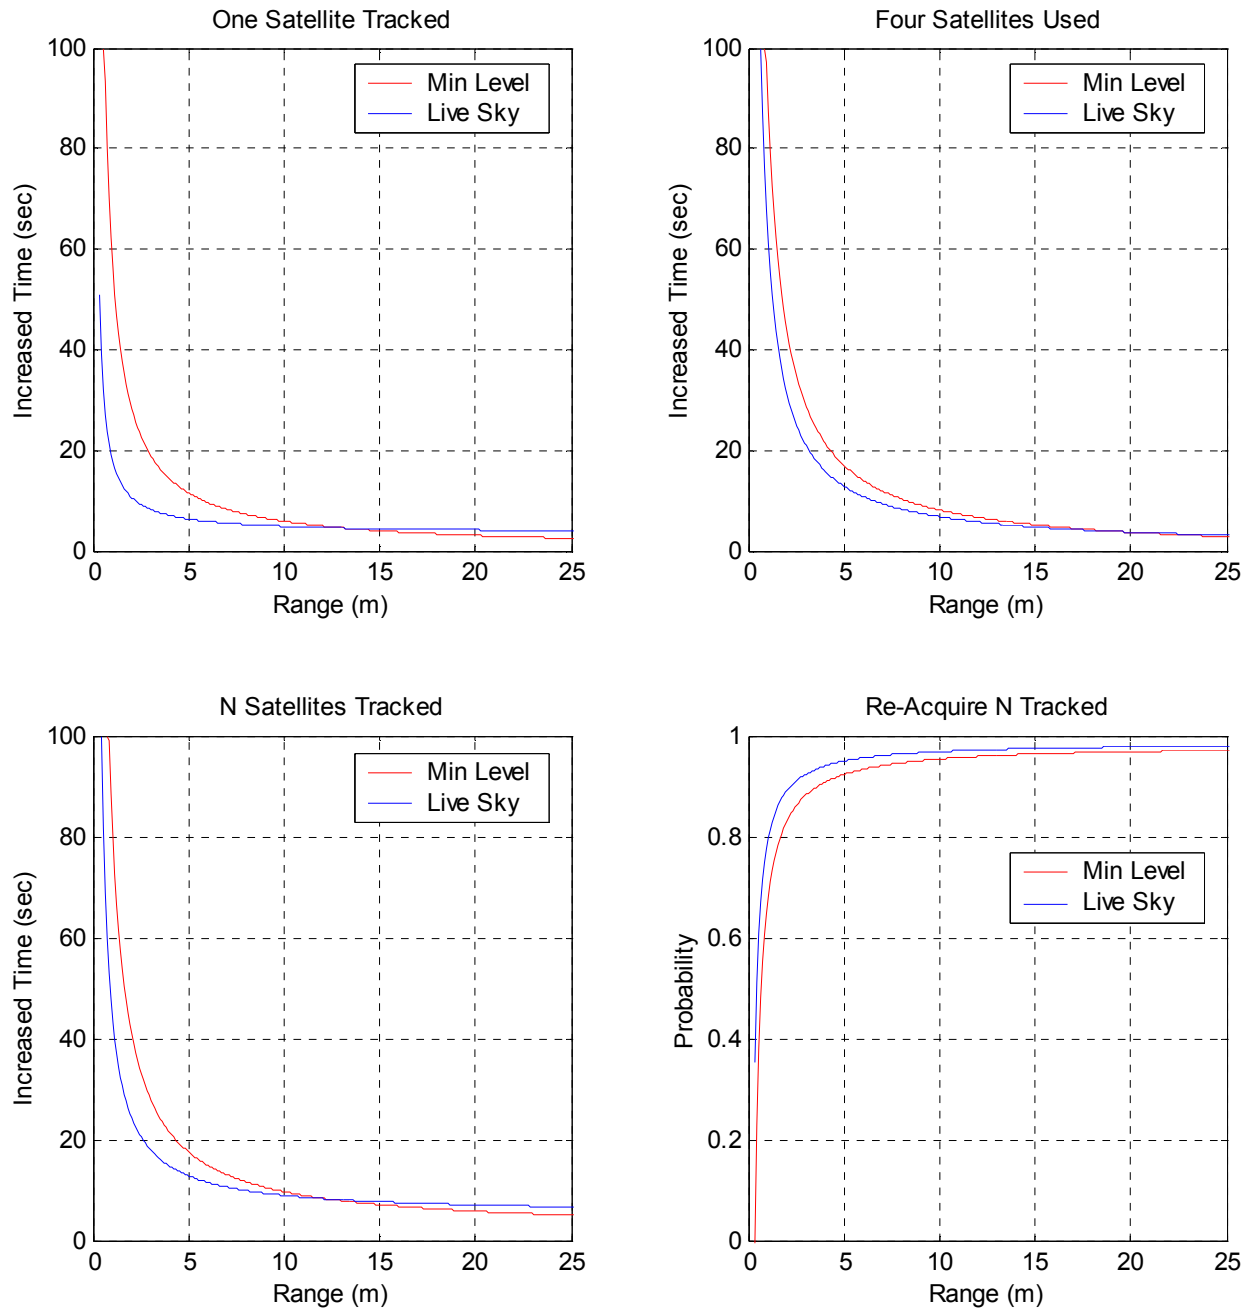 One Satellite Tracked
100
80
60
40
20
0
Increased Time (sec)
Min Level
Live Sky
0 5 10 15 20 25
Range (m)
Four Satellites Used
100
80
60
40
20
0
Increased Time (sec)
Min Level
Live Sky
0 5 10 15 20 25
Range (m)
N Satellites Tracked
100
80
60
40
20
0
Increased Time (sec)
Min Level
Live Sky
0 5 10 15 20 25
Range (m)
Re-Acquire N Tracked
1
0.8
0.6
0.4
0.2
0
Probability
Min Level
Live Sky
0 5 10 15 20 25
Range (m)